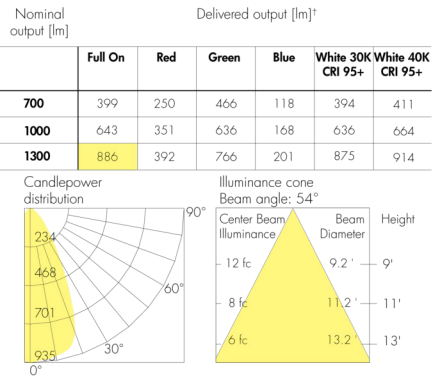 Nominal output [lm]
Delivered output [lm]†
Full On Red Green Blue White 30K CRI 95+ White 40K CRI 95+
700 399 250 466 118 394 411
1000 643 351 636 168 636 664
1300 886 392 766 201 875 914
Candlepower
distribution
90°
60°
30°
0°
234
468
701
935
Illuminance cone
Beam angle: 54°
Center Beam Illuminance Beam Diameter Height
12 fc 9.2 ' 9'
8 fc 11.2 ' 11'
6 fc 13.2 ' 13'